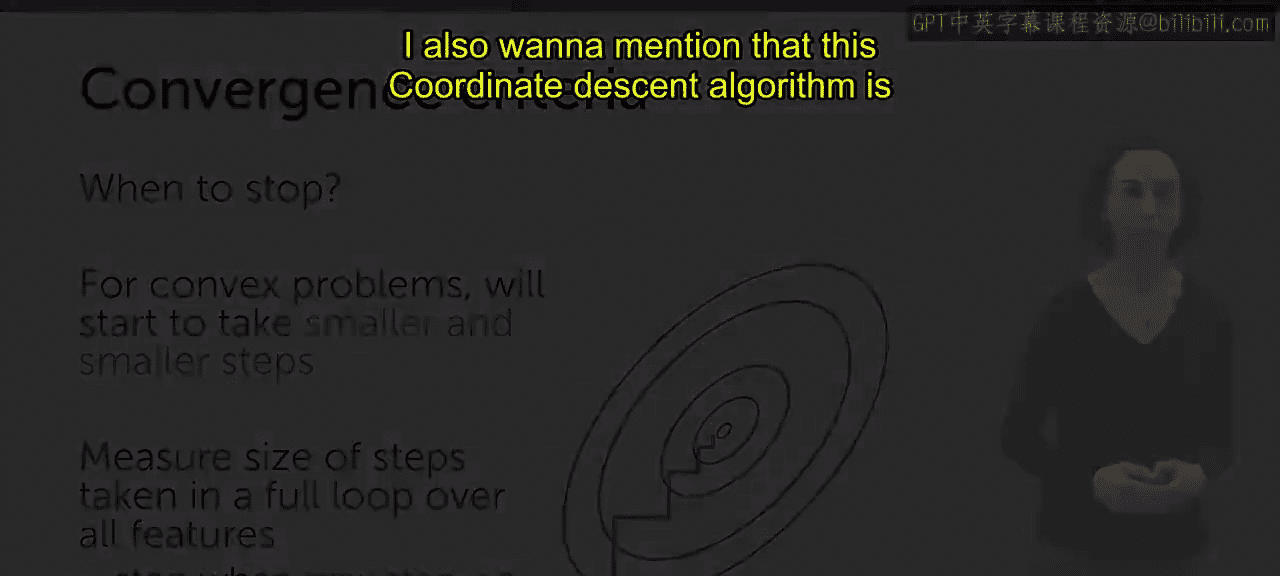 GPT中英字幕课程资源@bilibili.com
I also wanna mention that this
Coordinate descent algorithm is
Convergence criteria
When to stop?
For convex problems, will
start to take smaller and
smaller steps
Measure size of steps
taken in a full loop over
all features